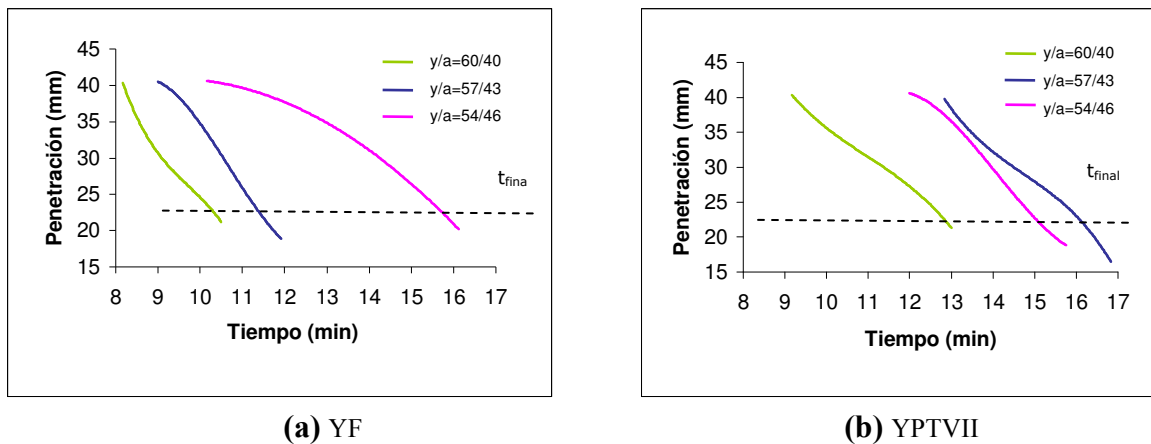 45
40
35
30
25
20
15
Penetración (mm)
8 9 10 11 12 13 14 15 16 17
Tiempo (min)
y/a=60/40
y/a=57/43
y/a=54/46
tfina
(a) YF
45
40
35
30
25
20
15
Penetración (mm)
8 9 10 11 12 13 14 15 16 17
Tiempo (min)
y/a=60/40
y/a=57/43
y/a=54/46
tfinal
(b) YPTVII